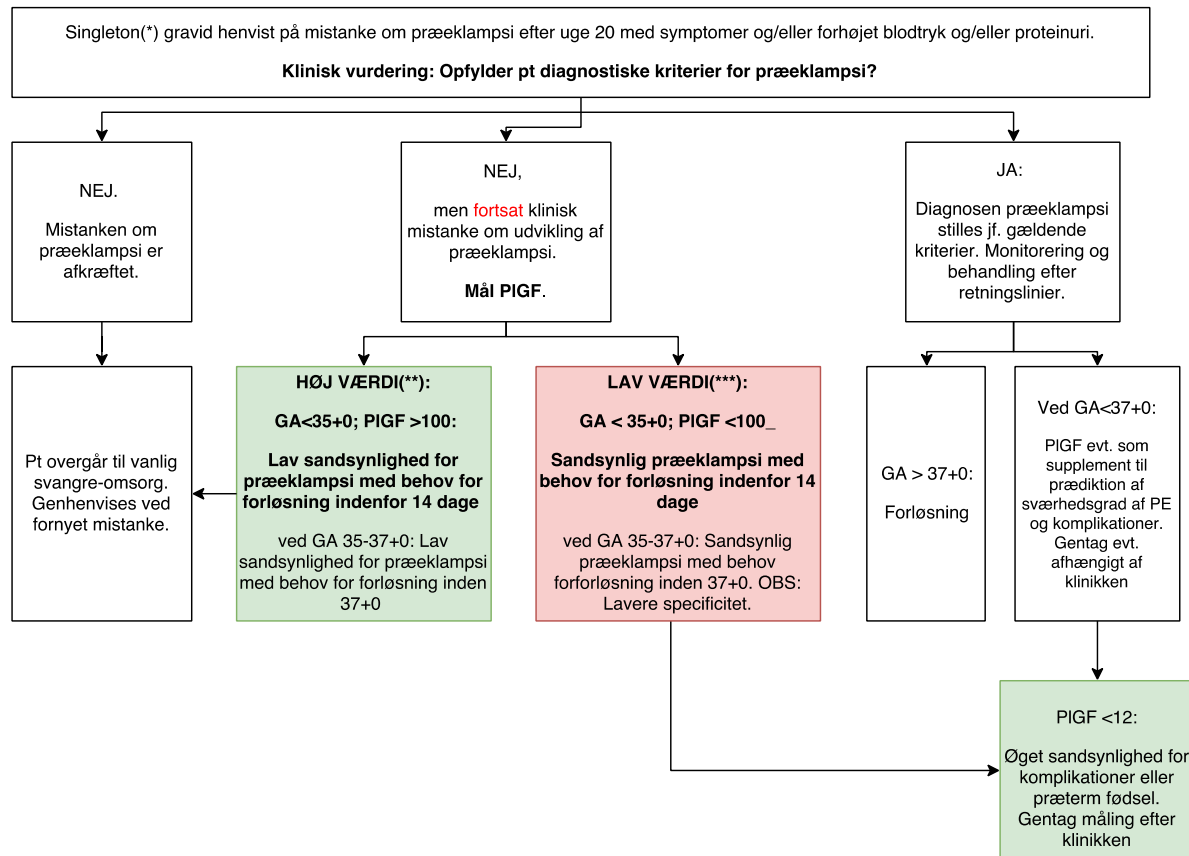 Singleton(*) gravid henvist på mistanke om præeklampsi efter uge 20 med symptomer og/eller forhøjet blodtryk og/eller proteinuri.
Klinisk vurdering: Opfylder pt diagnostiske kriterier for præeklampsi?
NEJ.
Mistanken om
præeklampsi er
afkræftet.
NEJ,
men fortsat klinisk
mistanke om udvikling af
præeklampsi.
Mål PlGF.
JA:
Diagnosen præeklampsi
stilles jf. gældende
kriterier. Monitorering og
behandling efter
retningslinier.
Pt overgår til vanlig
svangre-omsorg.
Genhenvises ved
fornyet mistanke.
HØJ VÆRDI(**):
GA<35+0; PlGF >100:
Lav sandsynlighed for
præeklampsi med behov for
forløsning indenfor 14 dage
ved GA 35-37+0: Lav
sandsynlighed for præeklampsi
med behov for forløsning inden
37+0
LAV VÆRDI(***):
GA < 35+0; PlGF <100_
Sandsynlig præeklampsi med
behov for forløsning indenfor 14
dage
ved GA 35-37+0: Sandsynlig
præeklampsi med behov
forforløsning inden 37+0. OBS:
Lavere specificitet.
GA > 37+0:
Forløsning
Ved GA<37+0:
PlGF evt. som
supplement til
prædiktion af
sværhedsgrad af PE
og komplikationer.
Gentag evt.
afhængigt af
klinikken
PlGF <12:
Øget sandsynlighed for
komplikationer eller
præterm fødsel.
Gentag måling efter
klinikken